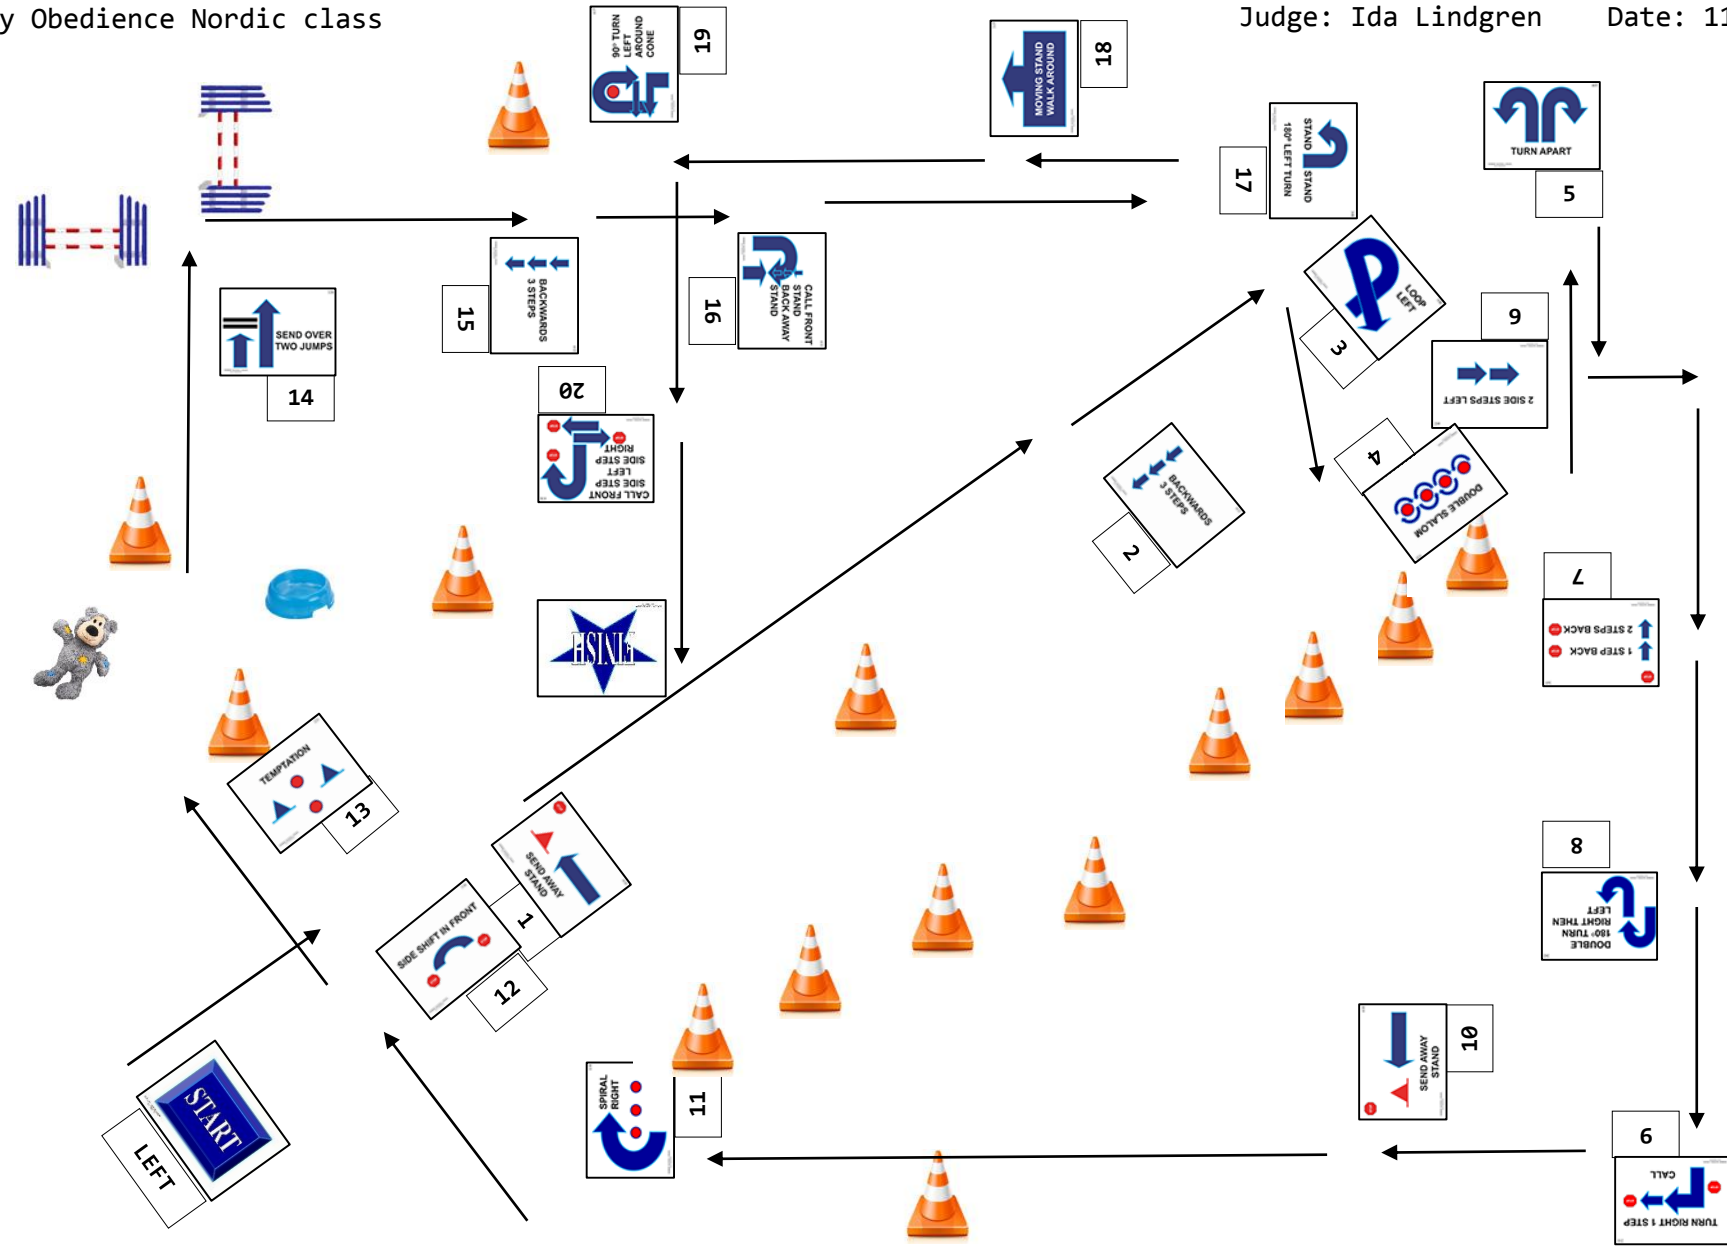 y Obedience Nordic class
Judge: Ida Lindgren Date: 11
START
LEFT
SEND AWAY
STAND
1
BACKWARDS
3 STEPS
2
LOOP
LEFT
3
DOUBLE SLALOM
4
TURN APART
5
2 SIDE STEPS LEFT
6
1 STEP BACK
2 STEPS BACK
7
DOUBLE
180° TURN
RIGHT THEN
LEFT
8
TURN RIGHT 1 STEP
CALL
9
SEND AWAY
STAND
10
SPIRAL
RIGHT
11
SIDE SHIFT IN FRONT
12
TEMPTATION
13
SEND OVER
TWO JUMPS
14
BACKWARDS
3 STEPS
15
CALL FRONT
STAND
BACK AWAY
STAND
16
STAND STAND
180° LEFT TURN
17
MOVING STAND
WALK AROUND
18
90° TURN
LEFT
AROUND
CONE
19
CALL FRONT
SIDE STEP
LEFT
SIDE STEP
RIGHT
20
FINISH